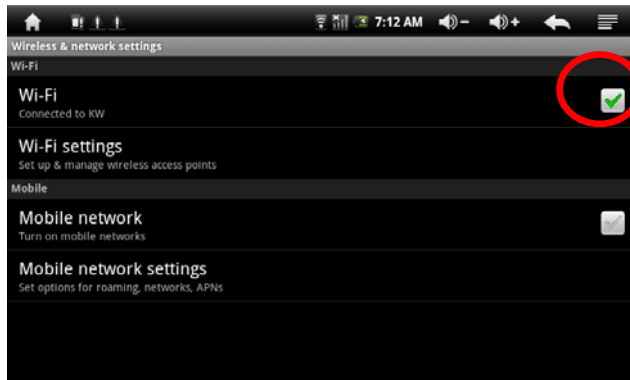 7:12 AM
Wireless & network settings
Wi-Fi
Wi-Fi
Connected to KW
Wi-Fi settings
Set up & manage wireless access points
Mobile
Mobile network
Turn on mobile networks
Mobile network settings
Set options for roaming, networks, APNs